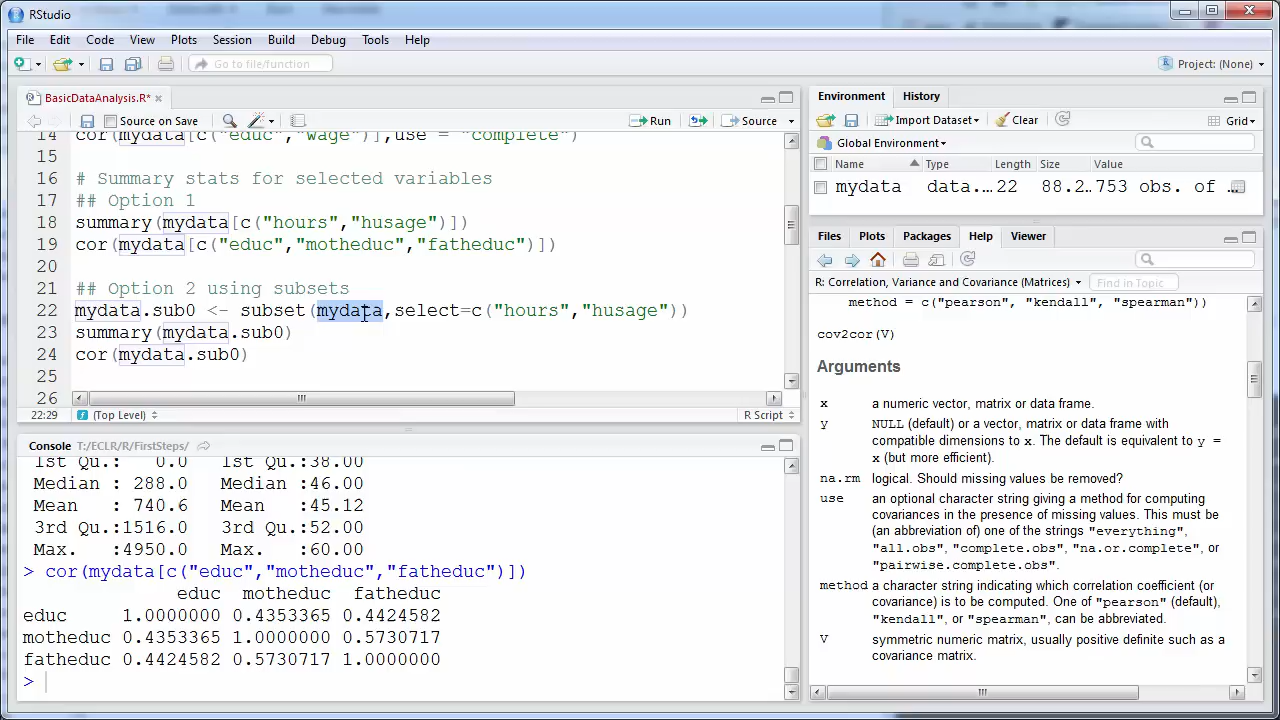 RStudio
File Edit Code View Plots Session Build Debug Tools Help
Go to file/function
Project: (None)
BasicDataAnalysis.R*
Source on Save
Run
Source
14 cor(mydata[c("educ","wage")],use = "complete")
15
16 # Summary stats for selected variables
17 ## Option 1
18 summary(mydata[c("hours","husage")])
19 cor(mydata[c("educ","motheduc","fatheduc")])
20
21 ## Option 2 using subsets
22 mydata.sub0 <- subset(mydata,select=c("hours","husage"))
23 summary(mydata.sub0)
24 cor(mydata.sub0)
25
26
22:29 (Top Level) R Script
Console T:/ECLR/R/FirstSteps/
1st Qu.:   0.0   1st Qu.:38.00
Median : 288.0   Median :46.00
Mean   : 740.6   Mean   :45.12
3rd Qu.:1516.0   3rd Qu.:52.00
Max.   :4950.0   Max.   :60.00
> cor(mydata[c("educ","motheduc","fatheduc")])
educ motheduc fatheduc
educ 1.0000000 0.4353365 0.4424582
motheduc 0.4353365 1.0000000 0.5730717
fatheduc 0.4424582 0.5730717 1.0000000
>
Environment History
Import Dataset Clear Grid
Global Environment
Name Type Length Size Value
mydata data.… 22 88.2… 753 obs. of
Files Plots Packages Help Viewer
R: Correlation, Variance and Covariance (Matrices) Find in Topic
method = c("pearson", "kendall", "spearman"))
cov2cor(V)
Arguments
x a numeric vector, matrix or data frame.
y NULL (default) or a vector, matrix or data frame with
compatible dimensions to x. The default is equivalent to y =
x (but more efficient).
na.rm logical. Should missing values be removed?
use an optional character string giving a method for computing
covariances in the presence of missing values. This must be
(an abbreviation of) one of the strings "everything",
"all.obs", "complete.obs", "na.or.complete", or
"pairwise.complete.obs".
method a character string indicating which correlation coefficient (or
covariance) is to be computed. One of "pearson" (default),
"kendall", or "spearman", can be abbreviated.
V symmetric numeric matrix, usually positive definite such as a
covariance matrix.